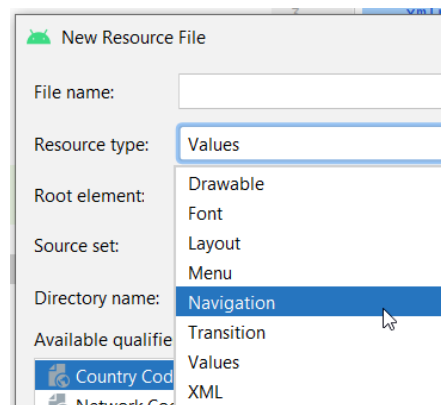 New Resource File
File name:
Resource type: Values
Drawable
Root element:
Font
Source set:
Layout
Menu
Directory name:
Navigation
Transition
Available qualifie
Values
Country Cod
XML